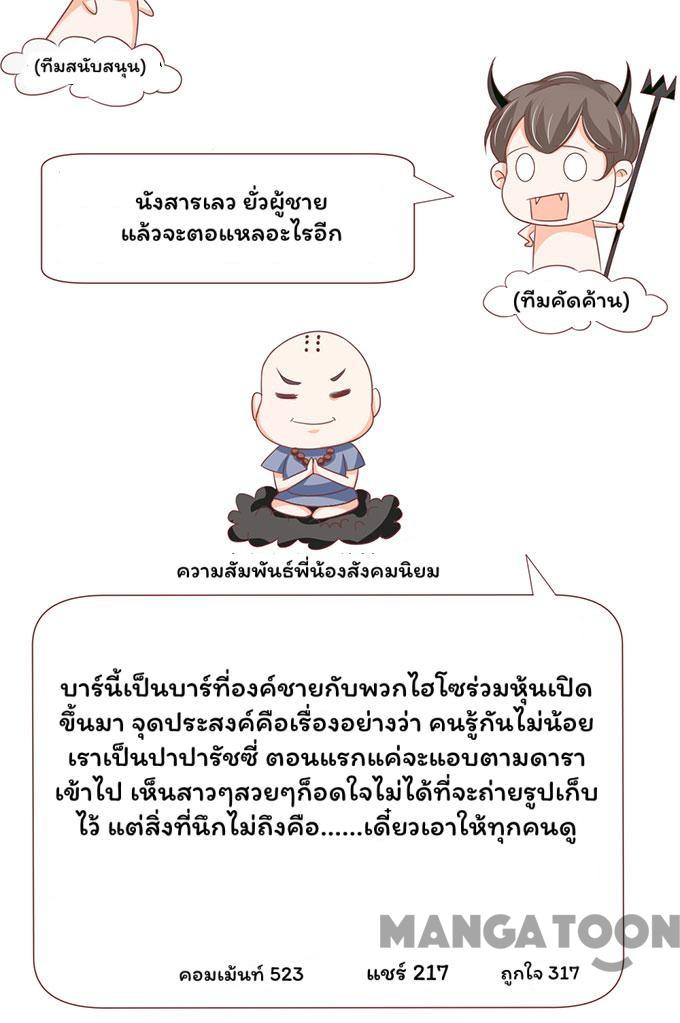 (ทีมสนับสนุน)
นังสารเลว ยั่วผู้ชาย
แล้วจะตอแหลอะไรอีก
(ทีมคัดค้าน)
ความสัมพันธ์พี่น้องสังคมนิยม
บาร์นี้เป็นบาร์ที่องค์ชายกับพวกไฮโซร่วมหุ้นเปิด
ขึ้นมา จุดประสงค์คือเรื่องอย่างว่า คนรู้กันไม่น้อย
เราเป็นปาปารัชซี่ ตอนแรกแค่จะแอบตามดารา
เข้าไป เห็นสาวๆสวยๆก็อดใจไม่ได้ที่จะถ่ายรูปเก็บ
ไว้ แต่สิ่งที่นึกไม่ถึงคือ......เดี๋ยวเอาให้ทุกคนดู
MANGATOON
คอมเม้นท์ 523 แชร์ 217 ถูกใจ 317